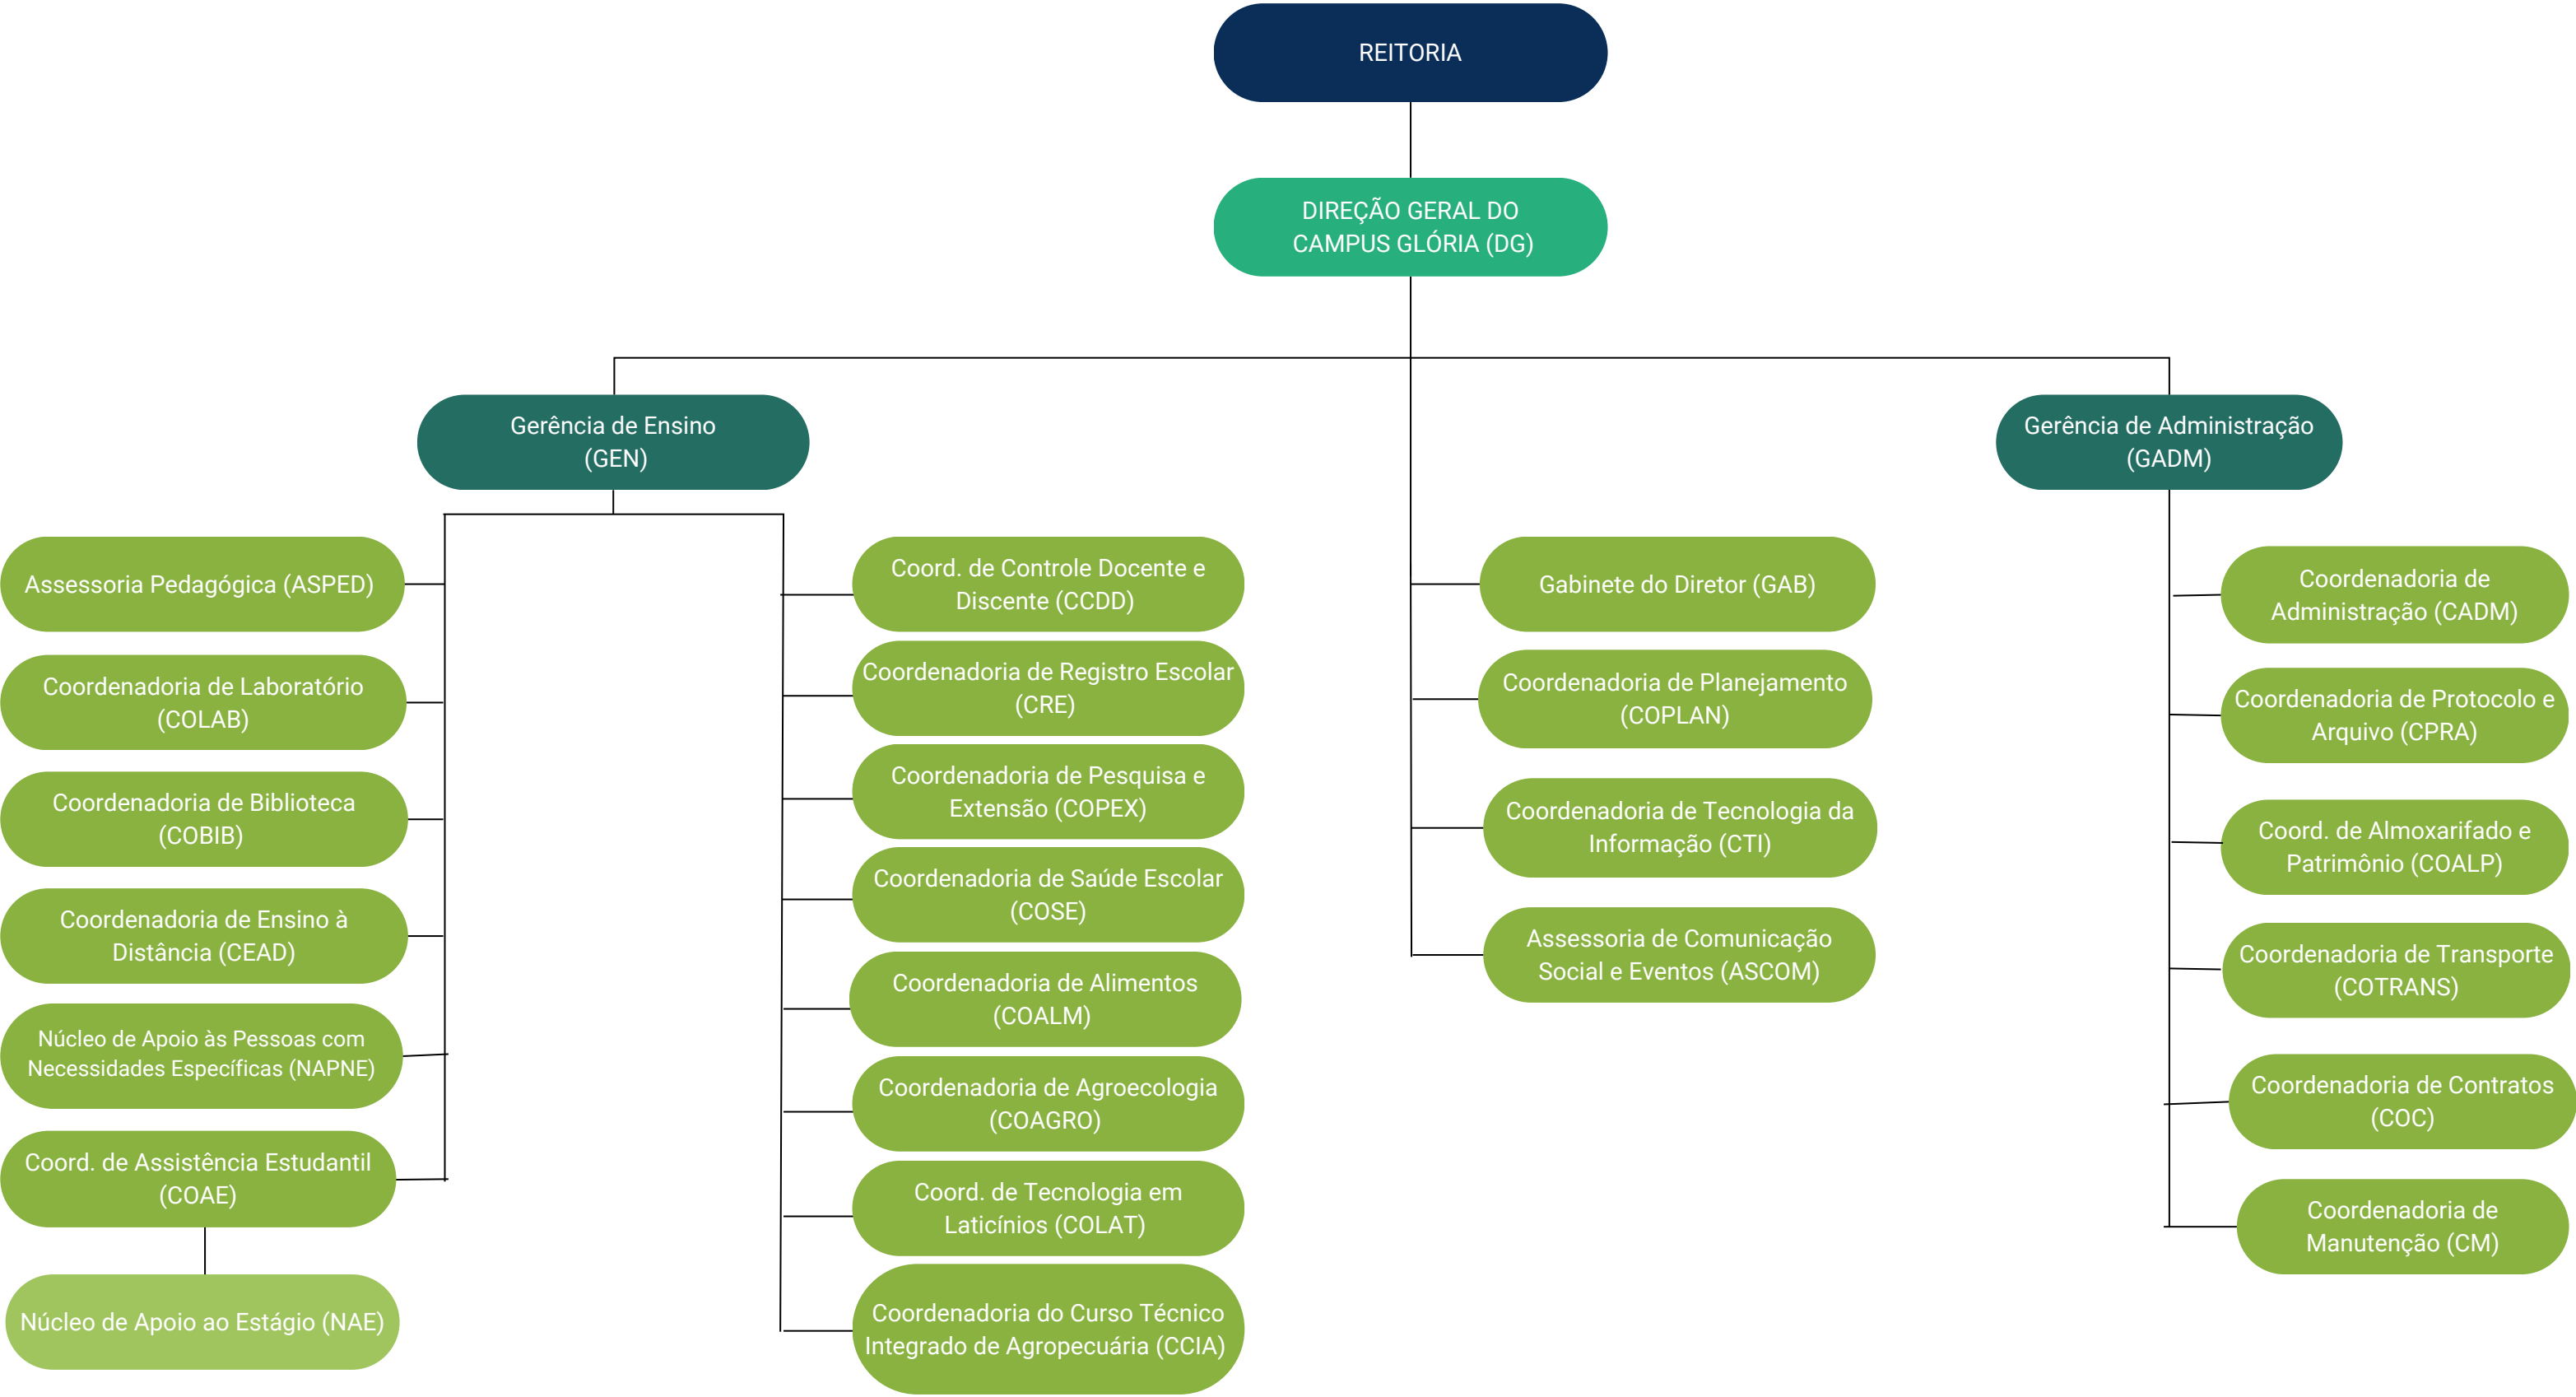 REITORIA
DIREÇÃO GERAL DO
CAMPUS GLÓRIA (DG)
Gerência de Ensino
(GEN)
Gerência de Administração
(GADM)
Assessoria Pedagógica (ASPED)
Coordenadoria de Laboratório
(COLAB)
Coordenadoria de Biblioteca
(COBIB)
Coordenadoria de Ensino à
Distância (CEAD)
Núcleo de Apoio às Pessoas com
Necessidades Específicas (NAPNE)
Coord. de Assistência Estudantil
(COAE)
Núcleo de Apoio ao Estágio (NAE)
Coord. de Controle Docente e
Discente (CCDD)
Coordenadoria de Registro Escolar
(CRE)
Coordenadoria de Pesquisa e
Extensão (COPEX)
Coordenadoria de Saúde Escolar
(COSE)
Coordenadoria de Alimentos
(COALM)
Coordenadoria de Agroecologia
(COAGRO)
Coord. de Tecnologia em
Laticínios (COLAT)
Coordenadoria do Curso Técnico
Integrado de Agropecuária (CCIA)
Gabinete do Diretor (GAB)
Coordenadoria de Planejamento
(COPLAN)
Coordenadoria de Tecnologia da
Informação (CTI)
Assessoria de Comunicação
Social e Eventos (ASCOM)
Coordenadoria de
Administração (CADM)
Coordenadoria de Protocolo e
Arquivo (CPRA)
Coord. de Almoxarifado e
Patrimônio (COALP)
Coordenadoria de Transporte
(COTRANS)
Coordenadoria de Contratos
(COC)
Coordenadoria de
Manutenção (CM)